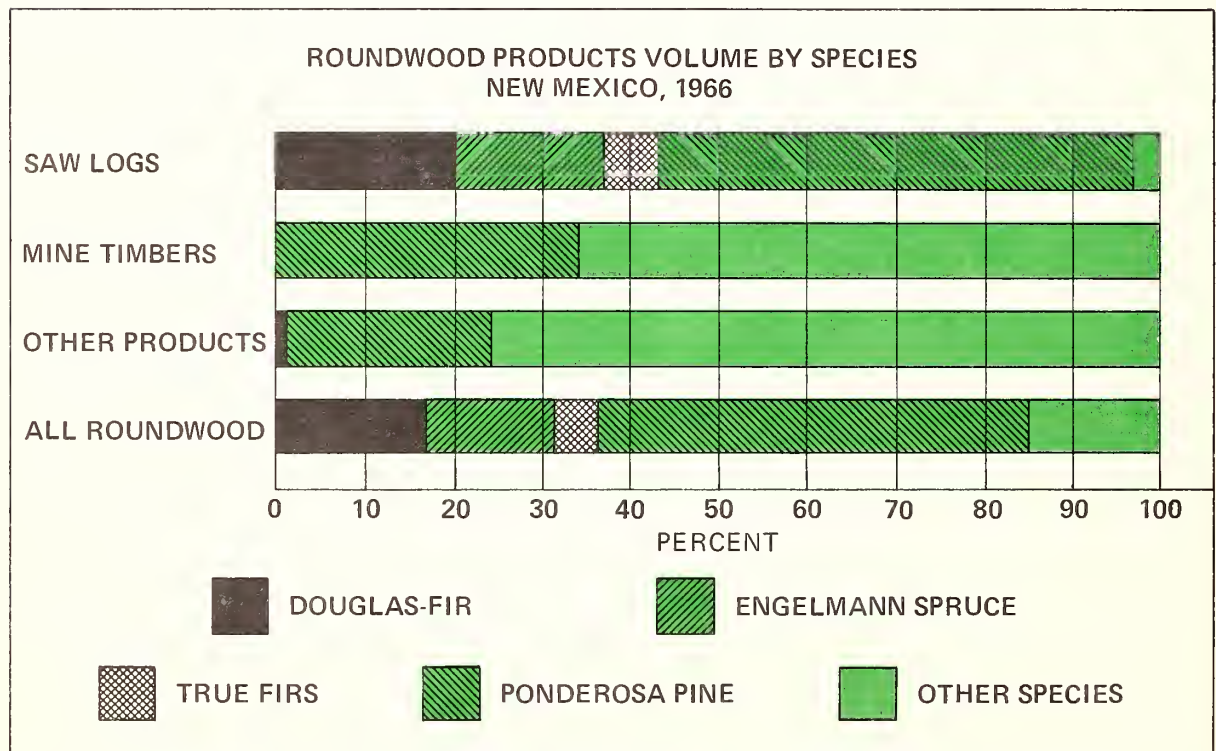 ROUNDWOOD PRODUCTS VOLUME BY SPECIES
NEW MEXICO, 1966
SAW LOGS
MINE TIMBERS
OTHER PRODUCTS
ALL ROUNDWOOD
0 10 20 30 40 50 60 70 80 90 100
PERCENT
DOUGLAS-FIR ENGELMANN SPRUCE
TRUE FIRS PONDEROSA PINE OTHER SPECIES